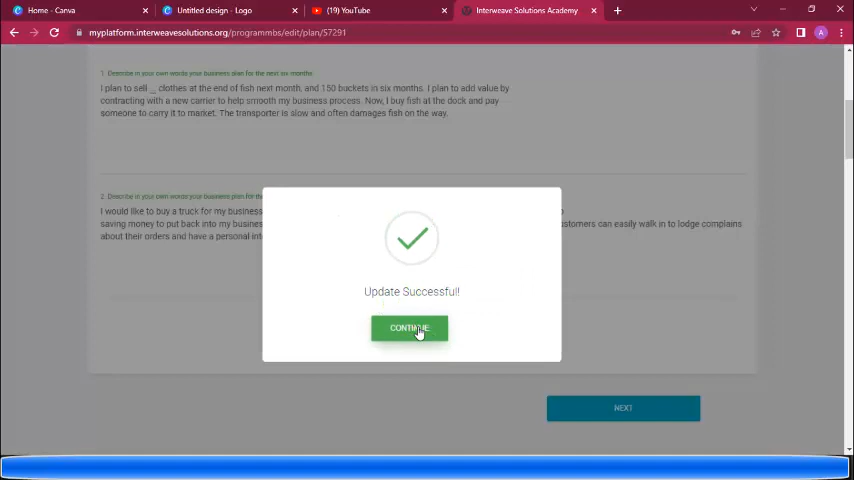 Home - Canva
Untitled design - Logo
(19) YouTube
Interweave Solutions Academy
myplatform.interweavesolutions.org/programmbs/edit/plan/57291
A
1. Describe in your own words your business plan for the next six months
I plan to sell _ clothes at the end of fish next month, and 150 buckets in six months. I plan to add value by
contracting with a new carrier to help smooth my business process. Now, I buy fish at the dock and pay
someone to carry it to market. The transporter is slow and often damages fish on the way.
2. Describe in your own words your business plan for the
I would like to buy a truck for my business
saving money to put back into my busine
customers can easily walk in to lodge complains
about their orders and have a personal int
Update Successful!
CONTINUE
NEXT